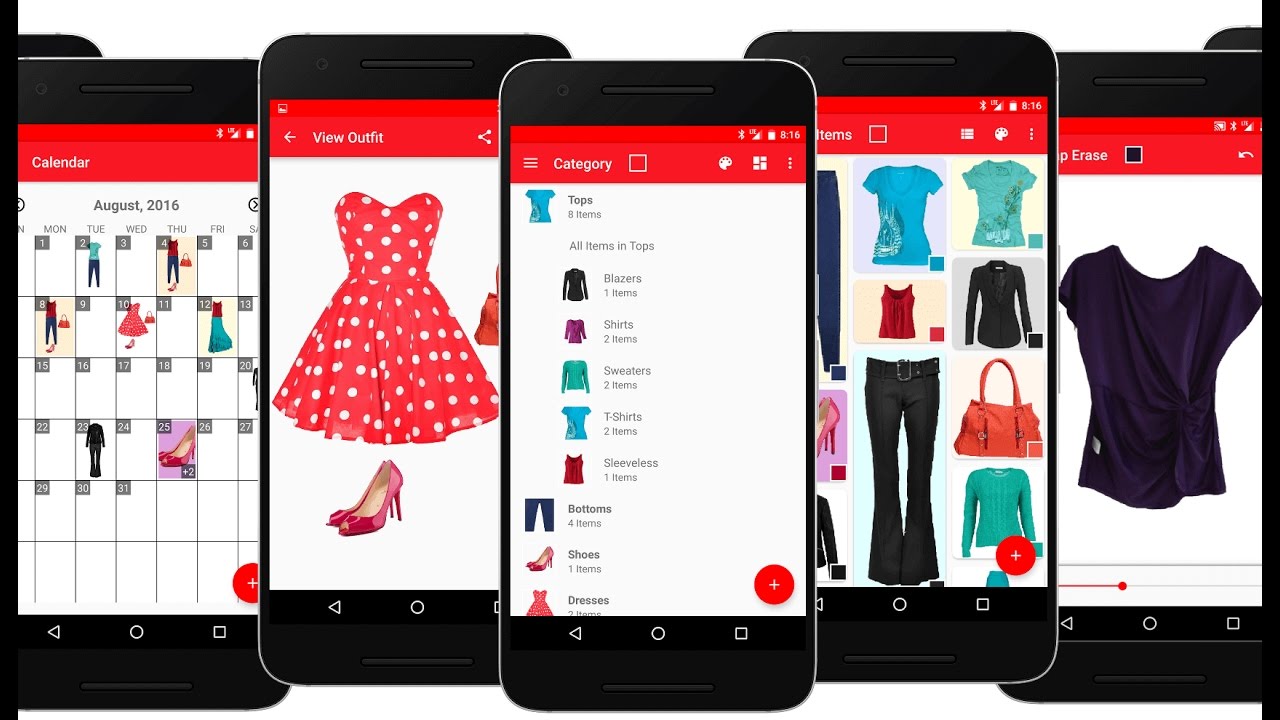 Calendar
August, 2016
MON TUE WED THU FRI
1 2 3 4 5 6
8 9 10 11 12 13
15 16 17 18 19 20
22 23 24 25 26 27
+2
29 30 31
+
View Outfit
LTE 8:16
Category
Tops
8 Items
All Items in Tops
Blazers
1 Items
Shirts
2 Items
Sweaters
2 Items
T-Shirts
2 Items
Sleeveless
1 Items
Bottoms
4 Items
Shoes
1 Items
Dresses
2 Items
+
LTE 8:16
Items
+
Erase